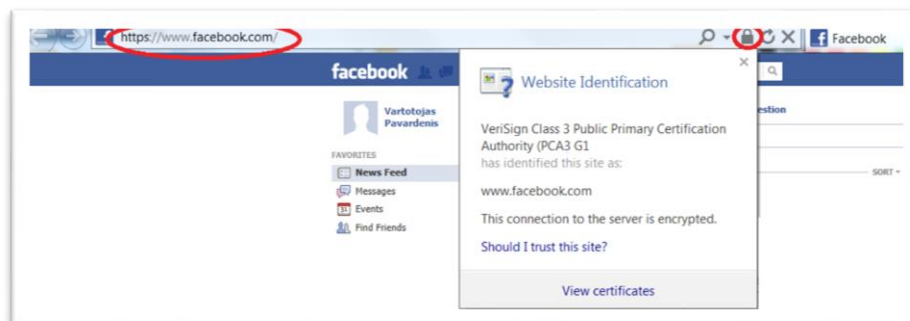 https://www.facebook.com/
Facebook
facebook
Website Identification
Vartotojas
Pavardenis
VeriSign Class 3 Public Primary Certification
Authority (PCA3 G1
has identified this site as:
www.facebook.com
This connection to the server is encrypted.
Should I trust this site?
View certificates
FAVORITES
News Feed
Messages
31
Events
Find Friends
estion
SORT